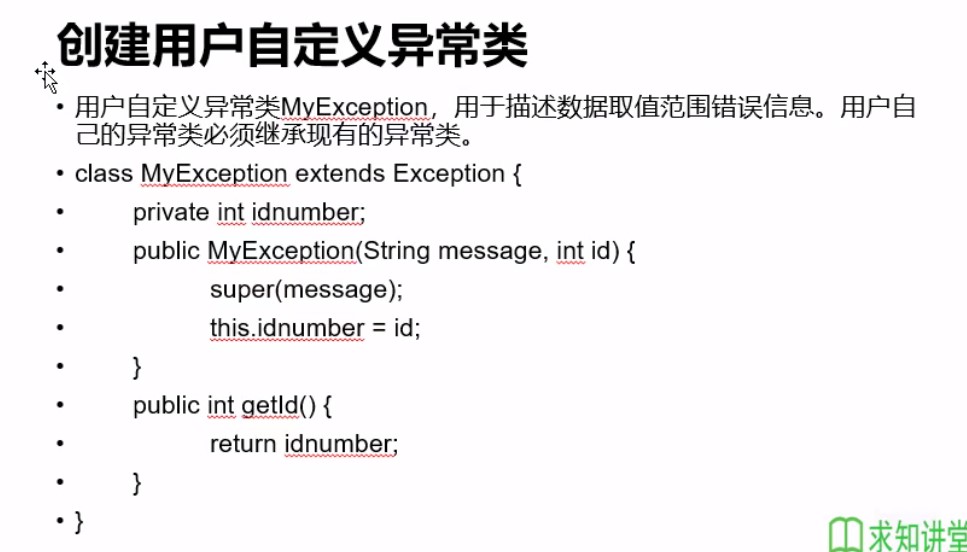 创建用户自定义异常类
• 用户自定义异常类MyException，用于描述数据取值范围错误信息。用户自
己的异常类必须继承现有的异常类。
• class MyException extends Exception {
• private int idnumber;
• public MyException(String message, int id) {
• super(message);
• this.idnumber = id;
• }
• public int getId() {
• return idnumber;
• }
• }
求知讲堂